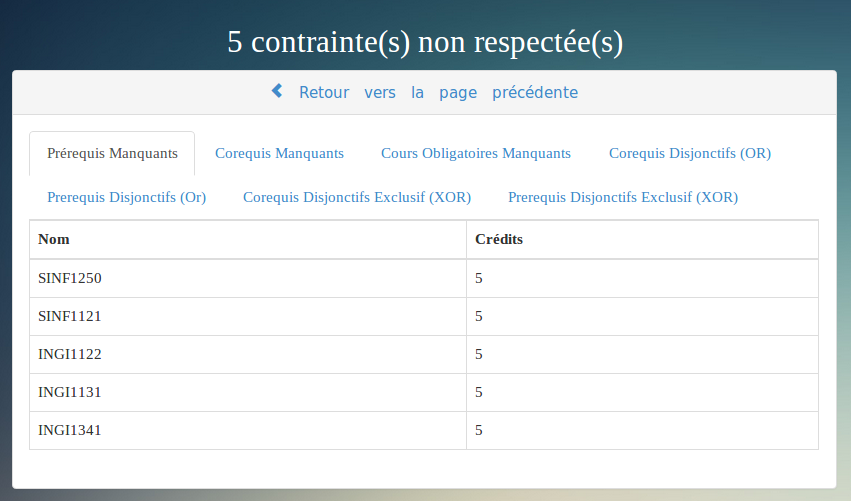 5 contrainte(s) non respectée(s)
Retour vers la page précédente
Prérequis Manquants Corequis Manquants Cours Obligatoires Manquants Corequis Disjonctifs (OR)
Prerequis Disjonctifs (Or) Corequis Disjonctifs Exclusif (XOR) Prerequis Disjonctifs Exclusif (XOR)
Nom Crédits
SINF1250 5
SINF1121 5
INGI1122 5
INGI1131 5
INGI1341 5